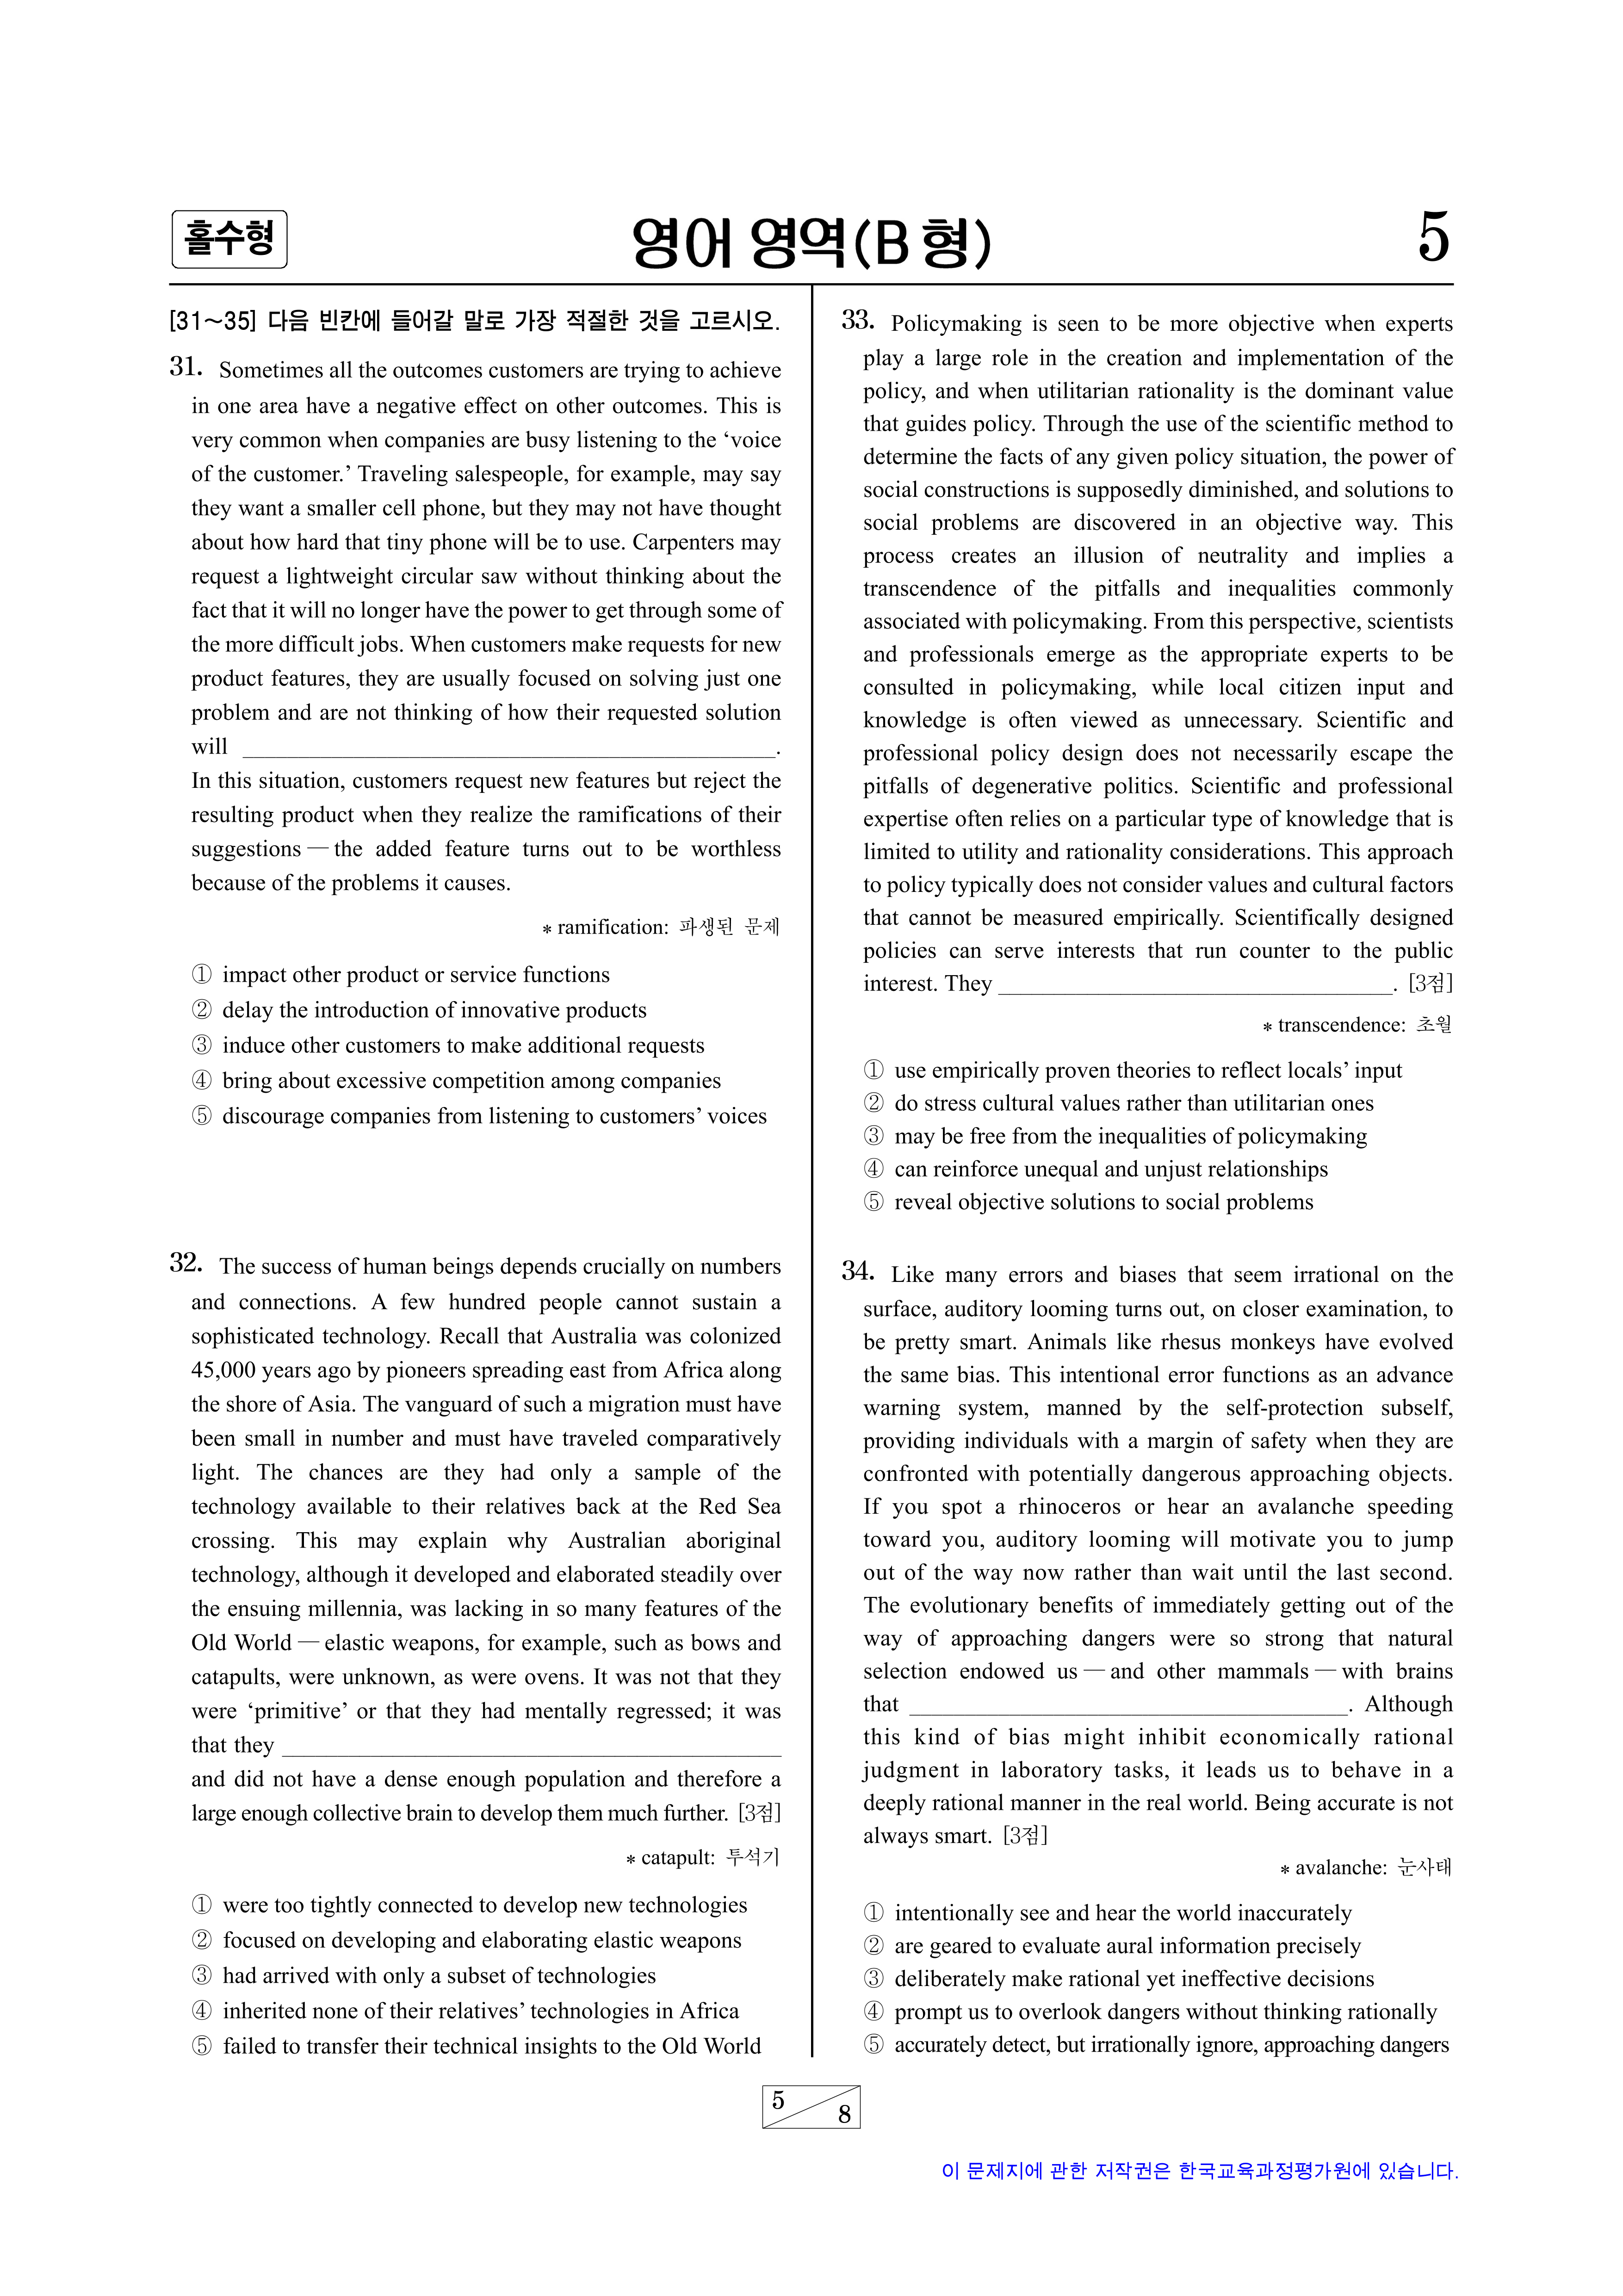 홀수형
영어 영역(B 형)
5
[31~35] 다음 빈칸에 들어갈 말로 가장 적절한 것을 고르시오.
31. Sometimes all the outcomes customers are trying to achieve
in one area have a negative effect on other outcomes. This is
very common when companies are busy listening to the ‘voice
of the customer.’ Traveling salespeople, for example, may say
they want a smaller cell phone, but they may not have thought
about how hard that tiny phone will be to use. Carpenters may
request a lightweight circular saw without thinking about the
fact that it will no longer have the power to get through some of
the more difficult jobs. When customers make requests for new
product features, they are usually focused on solving just one
problem and are not thinking of how their requested solution
will ______________________________.
In this situation, customers request new features but reject the
resulting product when they realize the ramifications of their
suggestions — the added feature turns out to be worthless
because of the problems it causes.
* ramification: 파생된 문제
① impact other product or service functions
② delay the introduction of innovative products
③ induce other customers to make additional requests
④ bring about excessive competition among companies
⑤ discourage companies from listening to customers’ voices
32. The success of human beings depends crucially on numbers
and connections. A few hundred people cannot sustain a
sophisticated technology. Recall that Australia was colonized
45,000 years ago by pioneers spreading east from Africa along
the shore of Asia. The vanguard of such a migration must have
been small in number and must have traveled comparatively
light. The chances are they had only a sample of the
technology available to their relatives back at the Red Sea
crossing. This may explain why Australian aboriginal
technology, although it developed and elaborated steadily over
the ensuing millennia, was lacking in so many features of the
Old World — elastic weapons, for example, such as bows and
catapults, were unknown, as were ovens. It was not that they
were ‘primitive’ or that they had mentally regressed; it was
that they ______________________________
and did not have a dense enough population and therefore a
large enough collective brain to develop them much further. [3점]
* catapult: 투석기
① were too tightly connected to develop new technologies
② focused on developing and elaborating elastic weapons
③ had arrived with only a subset of technologies
④ inherited none of their relatives’ technologies in Africa
⑤ failed to transfer their technical insights to the Old World
33. Policymaking is seen to be more objective when experts
play a large role in the creation and implementation of the
policy, and when utilitarian rationality is the dominant value
that guides policy. Through the use of the scientific method to
determine the facts of any given policy situation, the power of
social constructions is supposedly diminished, and solutions to
social problems are discovered in an objective way. This
process creates an illusion of neutrality and implies a
transcendence of the pitfalls and inequalities commonly
associated with policymaking. From this perspective, scientists
and professionals emerge as the appropriate experts to be
consulted in policymaking, while local citizen input and
knowledge is often viewed as unnecessary. Scientific and
professional policy design does not necessarily escape the
pitfalls of degenerative politics. Scientific and professional
expertise often relies on a particular type of knowledge that is
limited to utility and rationality considerations. This approach
to policy typically does not consider values and cultural factors
that cannot be measured empirically. Scientifically designed
policies can serve interests that run counter to the public
interest. They ______________________________. [3점]
* transcendence: 초월
① use empirically proven theories to reflect locals’ input
② do stress cultural values rather than utilitarian ones
③ may be free from the inequalities of policymaking
④ can reinforce unequal and unjust relationships
⑤ reveal objective solutions to social problems
34. Like many errors and biases that seem irrational on the
surface, auditory looming turns out, on closer examination, to
be pretty smart. Animals like rhesus monkeys have evolved
the same bias. This intentional error functions as an advance
warning system, manned by the self-protection subself,
providing individuals with a margin of safety when they are
confronted with potentially dangerous approaching objects.
If you spot a rhinoceros or hear an avalanche speeding
toward you, auditory looming will motivate you to jump
out of the way now rather than wait until the last second.
The evolutionary benefits of immediately getting out of the
way of approaching dangers were so strong that natural
selection endowed us — and other mammals — with brains
that ______________________________. Although
this kind of bias might inhibit economically rational
judgment in laboratory tasks, it leads us to behave in a
deeply rational manner in the real world. Being accurate is not
always smart. [3점]
* avalanche: 눈사태
① intentionally see and hear the world inaccurately
② are geared to evaluate aural information precisely
③ deliberately make rational yet ineffective decisions
④ prompt us to overlook dangers without thinking rationally
⑤ accurately detect, but irrationally ignore, approaching dangers
5
8
이 문제지에 관한 저작권은 한국교육과정평가원에 있습니다.